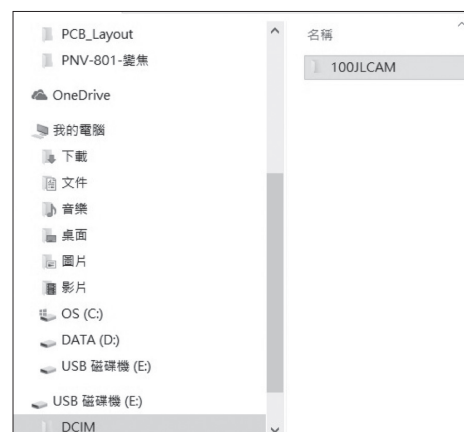 PCB_Layout
PNV-801-變焦
OneDrive
我的電腦
下載
文件
音樂
桌面
圖片
影片
OS (C:)
DATA (D:)
USB 磁碟機 (E:)
USB 磁碟機 (E:)
DCIM
名稱
100JLCAM